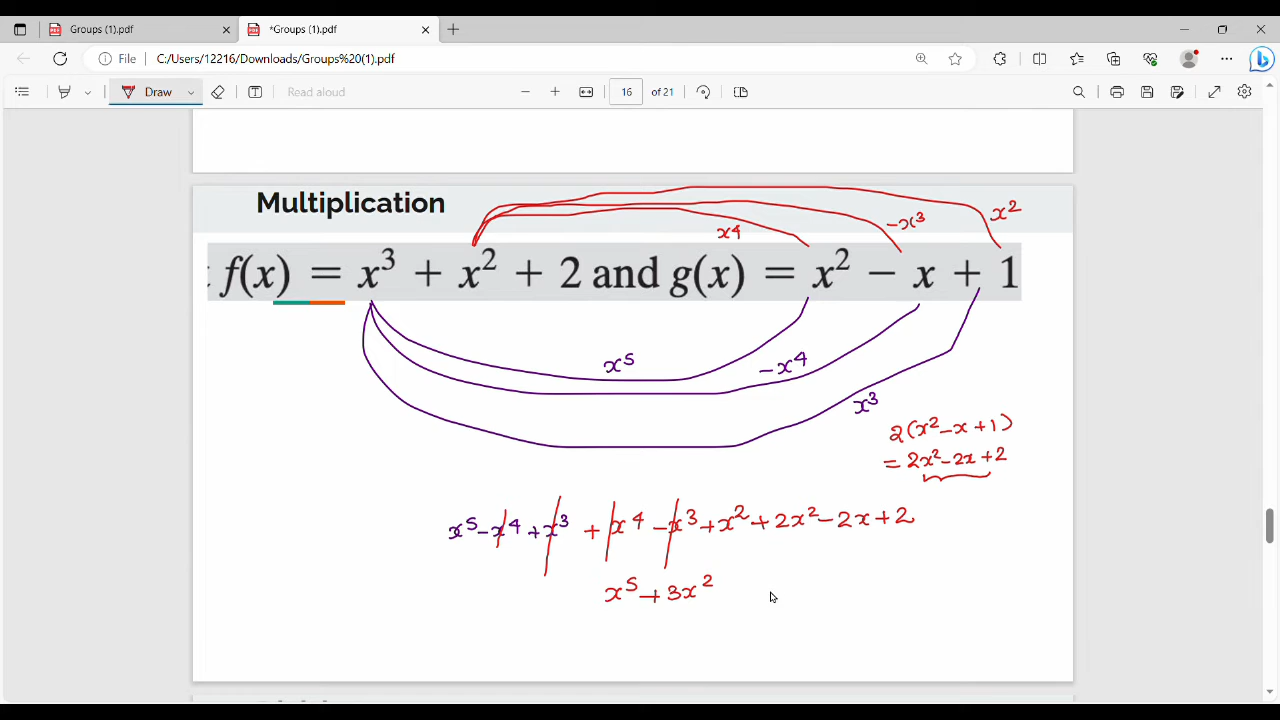 Groups (1).pdf
*Groups (1).pdf
File
C:/Users/12216/Downloads/Groups%20(1).pdf
Draw
Read aloud
16 of 21
Multiplication
x² 
-x³
x⁴
f(x) = x³ + x² + 2 and g(x) = x² − x + 1
x⁵
-x⁴
x³
2(x²-x+1)
= 2x²-2x+2
x⁵-x⁴+x³ +x⁴-x³+x²+2x²-2x+2
x⁵+3x²